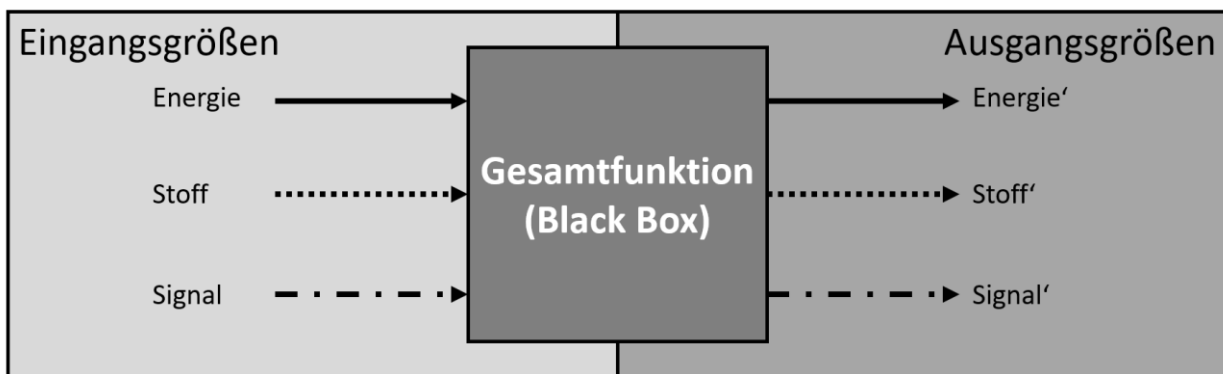 Eingangsgrößen
Ausgangsgrößen
Energie
Energie‘
Gesamtfunktion
(Black Box)
Stoff
Stoff‘
Signal
Signal‘